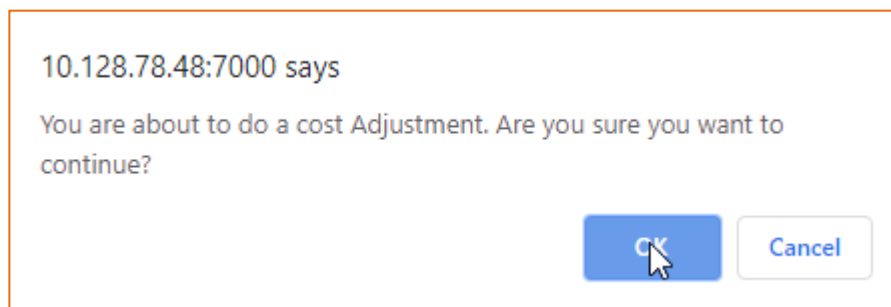 10.128.78.48:7000 says
You are about to do a cost Adjustment. Are you sure you want to
continue?
OK
Cancel